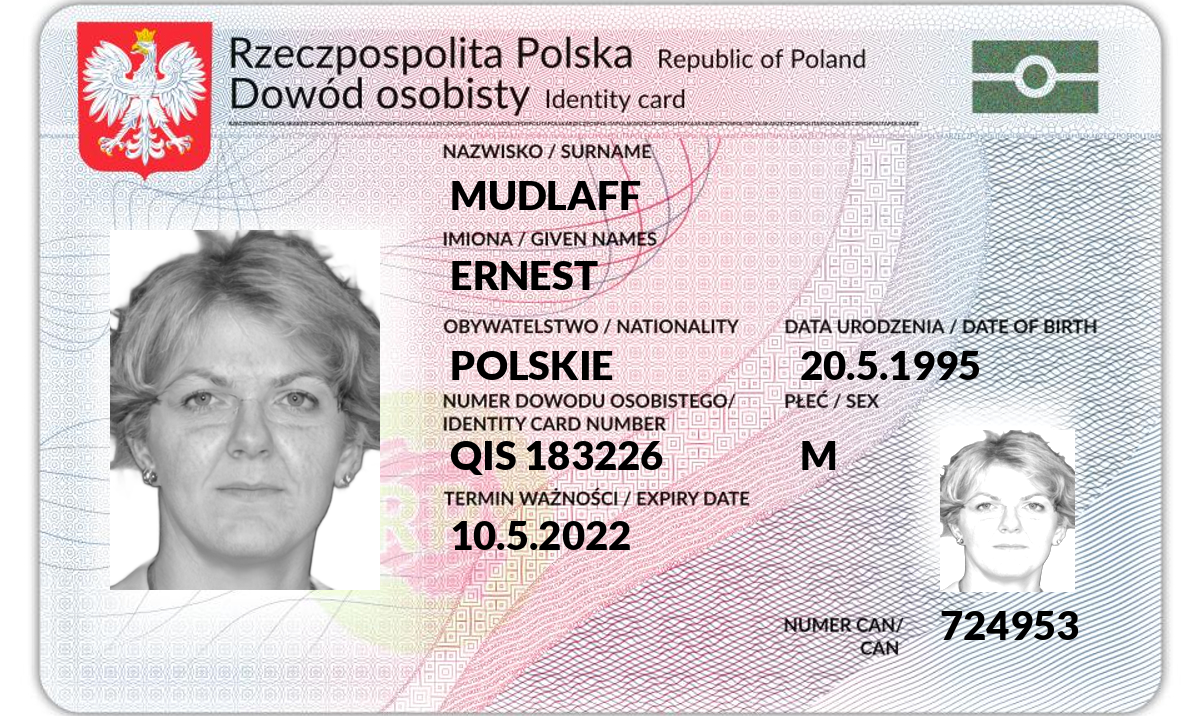 Rzeczpospolita Polska Republic of Poland
Dowód osobisty Identity card
NAZWISKO / SURNAME
MUDLAFF
IMIONA / GIVEN NAMES
ERNEST
OBYWATELSTWO / NATIONALITY DATA URODZENIA / DATE OF BIRTH
POLSKIE 20.5.1995
NUMER DOWODU OSOBISTEGO/ PŁEĆ / SEX
IDENTITY CARD NUMBER
QIS 183226 M
TERMIN WAŻNOŚCI / EXPIRY DATE
10.5.2022
NUMER CAN/ 724953
CAN